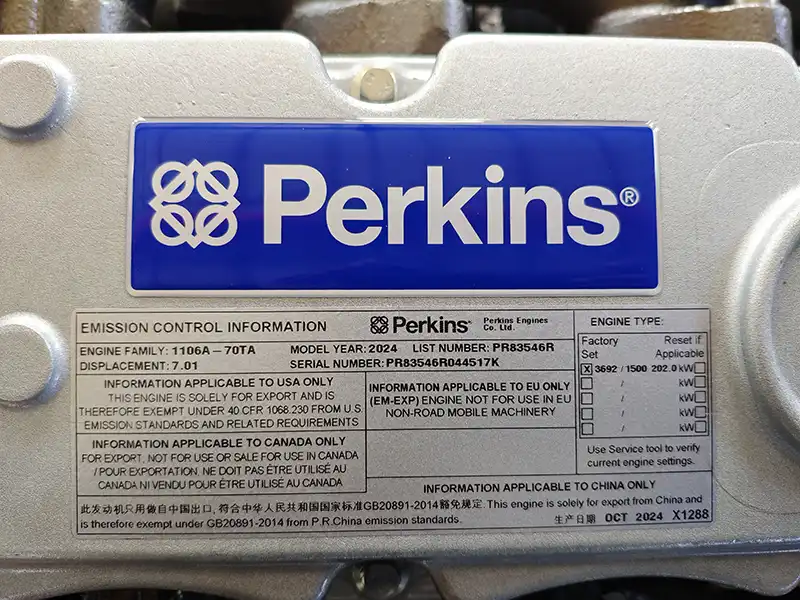 Perkins®
EMISSION CONTROL INFORMATION
Perkins®
Perkins Engines
Co. Ltd.
ENGINE FAMILY: 1106A-70TA MODEL YEAR: 2024 LIST NUMBER: PR83546R
DISPLACEMENT: 7.01 SERIAL NUMBER: PR83546R044517K
INFORMATION APPLICABLE TO USA ONLY
THIS ENGINE IS SOLELY FOR EXPORT AND IS
THEREFORE EXEMPT UNDER 40 CFR 1068.230 FROM U.S.
EMISSION STANDARDS AND RELATED REQUIREMENTS
INFORMATION APPLICABLE TO EU ONLY
(EM-EXP) ENGINE NOT FOR USE IN EU
NON-ROAD MOBILE MACHINERY
INFORMATION APPLICABLE TO CANADA ONLY
FOR EXPORT, NOT FOR USE OR SALE FOR USE IN CANADA
/ POUR EXPORTATION, NE DOIT PAS ÊTRE UTILISÉ AU
CANADA NI VENDU POUR ÊTRE UTILISÉ AU CANADA
ENGINE TYPE:
Factory Reset if
Set Applicable
X 3692 / 1500 202.0 kW
/ kW
/ kW
/ kW
/ kW
Use Service tool to verify
current engine settings.
INFORMATION APPLICABLE TO CHINA ONLY
此发动机只用做自中国出口, 符合中华人民共和国国家标准GB20891-2014豁免规定. This engine is solely for export from China and
is therefore exempt under GB20891-2014 from P.R.China emission standards.
生产日期 OCT 2024 X1288